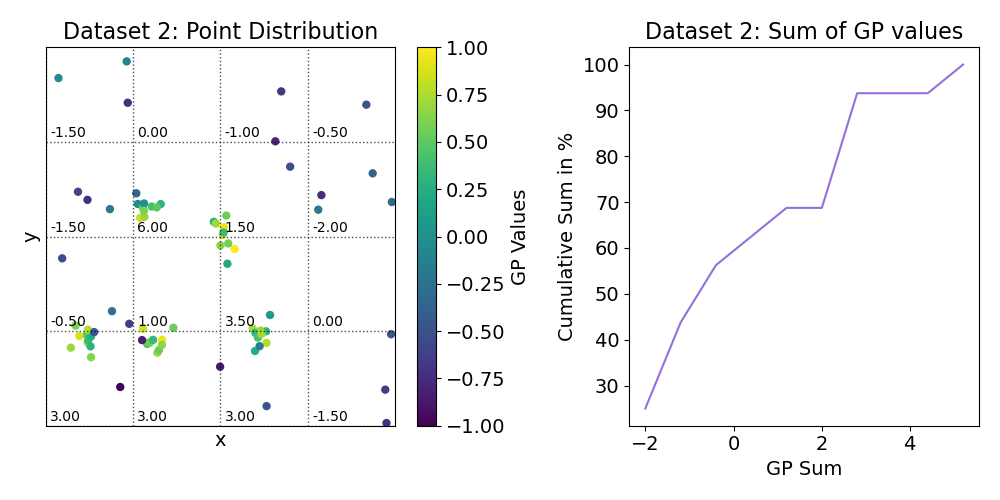 Dataset 2: Point Distribution
-1.50 0.00 -1.00 -0.50
-1.50 6.00 1.50 -2.00
-0.50 1.00 3.50 0.00
3.00 3.00 3.00 -1.50
x
y
1.00
0.75
0.50
0.25
0.00
−0.25
−0.50
−0.75
−1.00
GP Values
Dataset 2: Sum of GP values
100
90
80
70
60
50
40
30
Cumulative Sum in %
−2 0 2 4
GP Sum